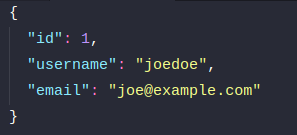 {
  "id": 1,
  "username": "joedoe",
  "email": "joe@example.com"
}